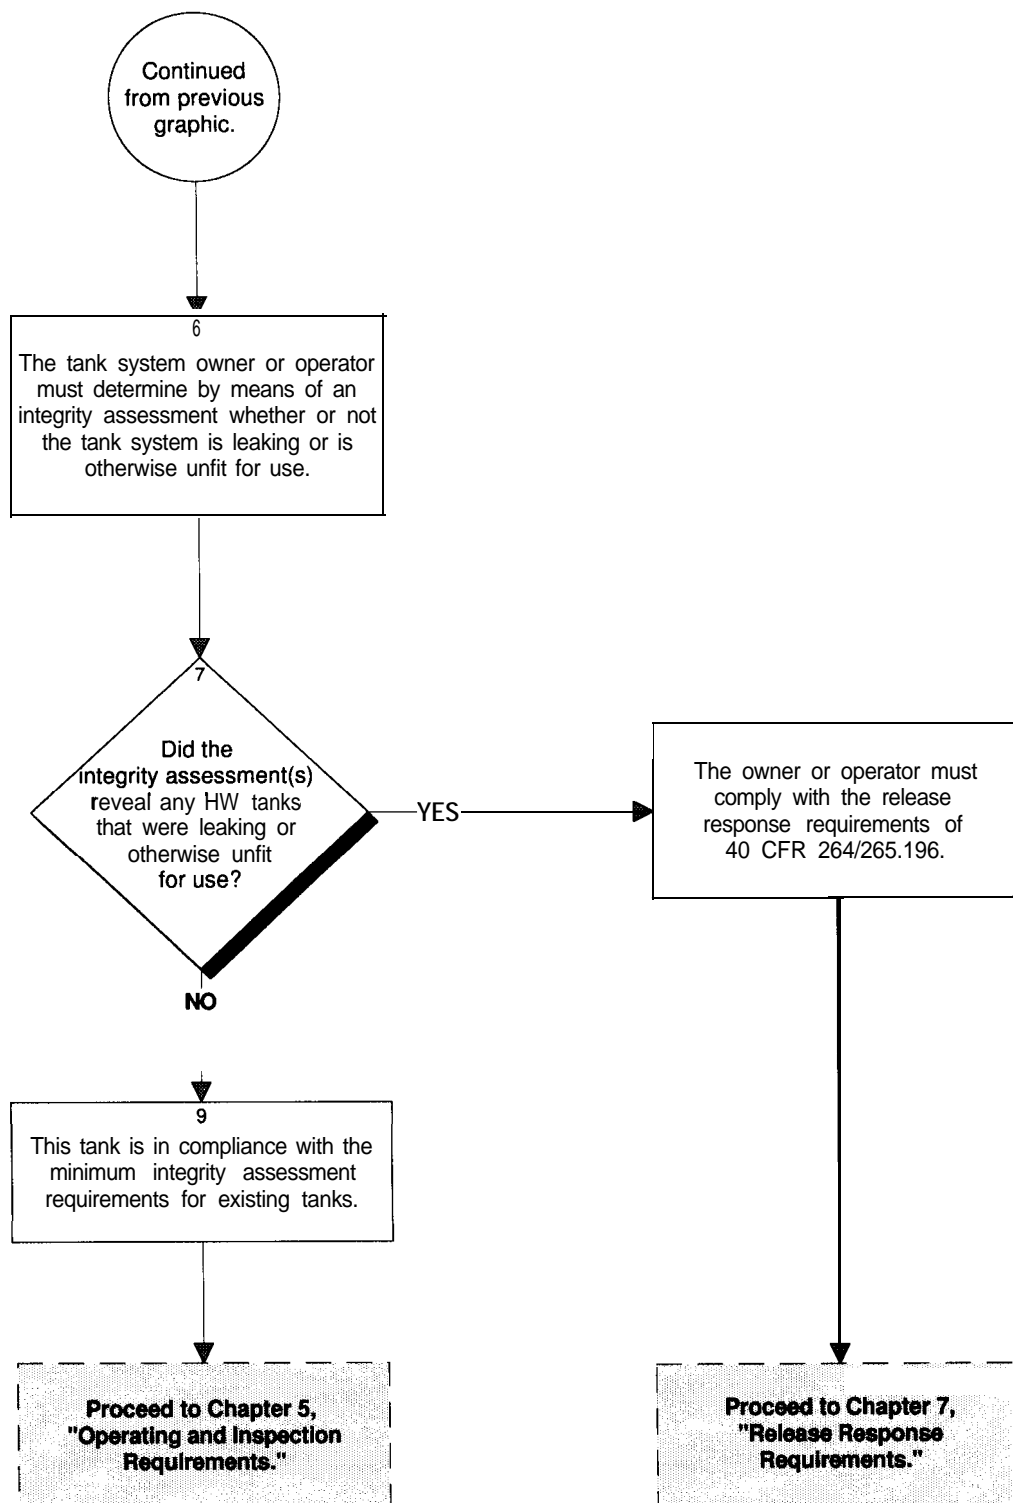 Continued
from previous
graphic.
6
The tank system owner or operator
must determine by means of an
integrity assessment whether or not
the tank system is leaking or is
otherwise unfit for use.
7
Did the
integrity assessment(s)
reveal any HW tanks
that were leaking or
otherwise unfit
for use?
YES
The owner or operator must
comply with the release
response requirements of
40 CFR 264/265.196.
NO
9
This tank is in compliance with the
minimum integrity assessment
requirements for existing tanks.
Proceed to Chapter 5,
"Operating and Inspection
Requirements."
Proceed to Chapter 7,
"Release Response
Requirements."